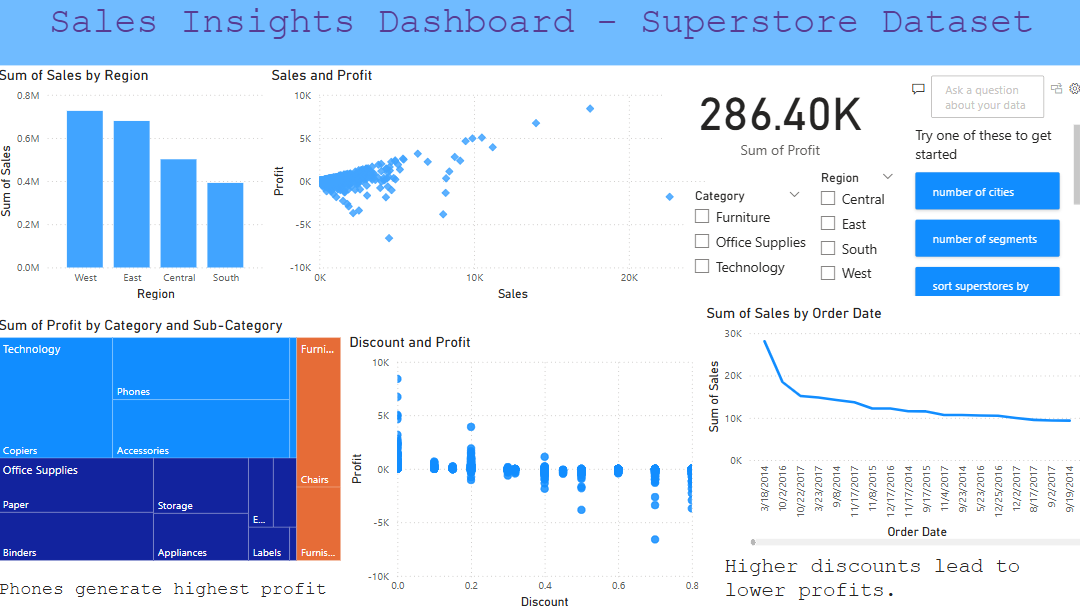 Sales Insights Dashboard - Superstore Dataset
Sum of Sales by Region
Sum of Sales
0.8M
0.6M
0.4M
0.2M
0.0M
West East Central South
Region
Sales and Profit
Profit
10K
5K
0K
-5K
-10K
0K 10K 20K
Sales
286.40K
Sum of Profit
Category
Furniture
Office Supplies
Technology
Region
Central
East
South
West
Ask a question
about your data
Try one of these to get
started
number of cities
number of segments
sort superstores by
Sum of Profit by Category and Sub-Category
Technology
Copiers
Phones
Accessories
Furni...
Chairs
Furnis...
Office Supplies
Paper
Binders
Storage
Appliances
E...
Labels
Phones generate highest profit
Discount and Profit
Profit
10K
5K
0K
-5K
-10K
0.0 0.2 0.4 0.6 0.8
Discount
Sum of Sales by Order Date
Sum of Sales
30K
20K
10K
0K
3/18/2014
10/2/2016
10/22/2017
3/23/2017
9/8/2014
11/17/2017
11/8/2015
12/17/2016
11/17/2014
9/17/2015
11/4/2017
9/23/2014
5/23/2016
12/25/2016
12/2/2017
8/17/2017
9/2/2017
9/19/2014
Order Date
Higher discounts lead to
lower profits.